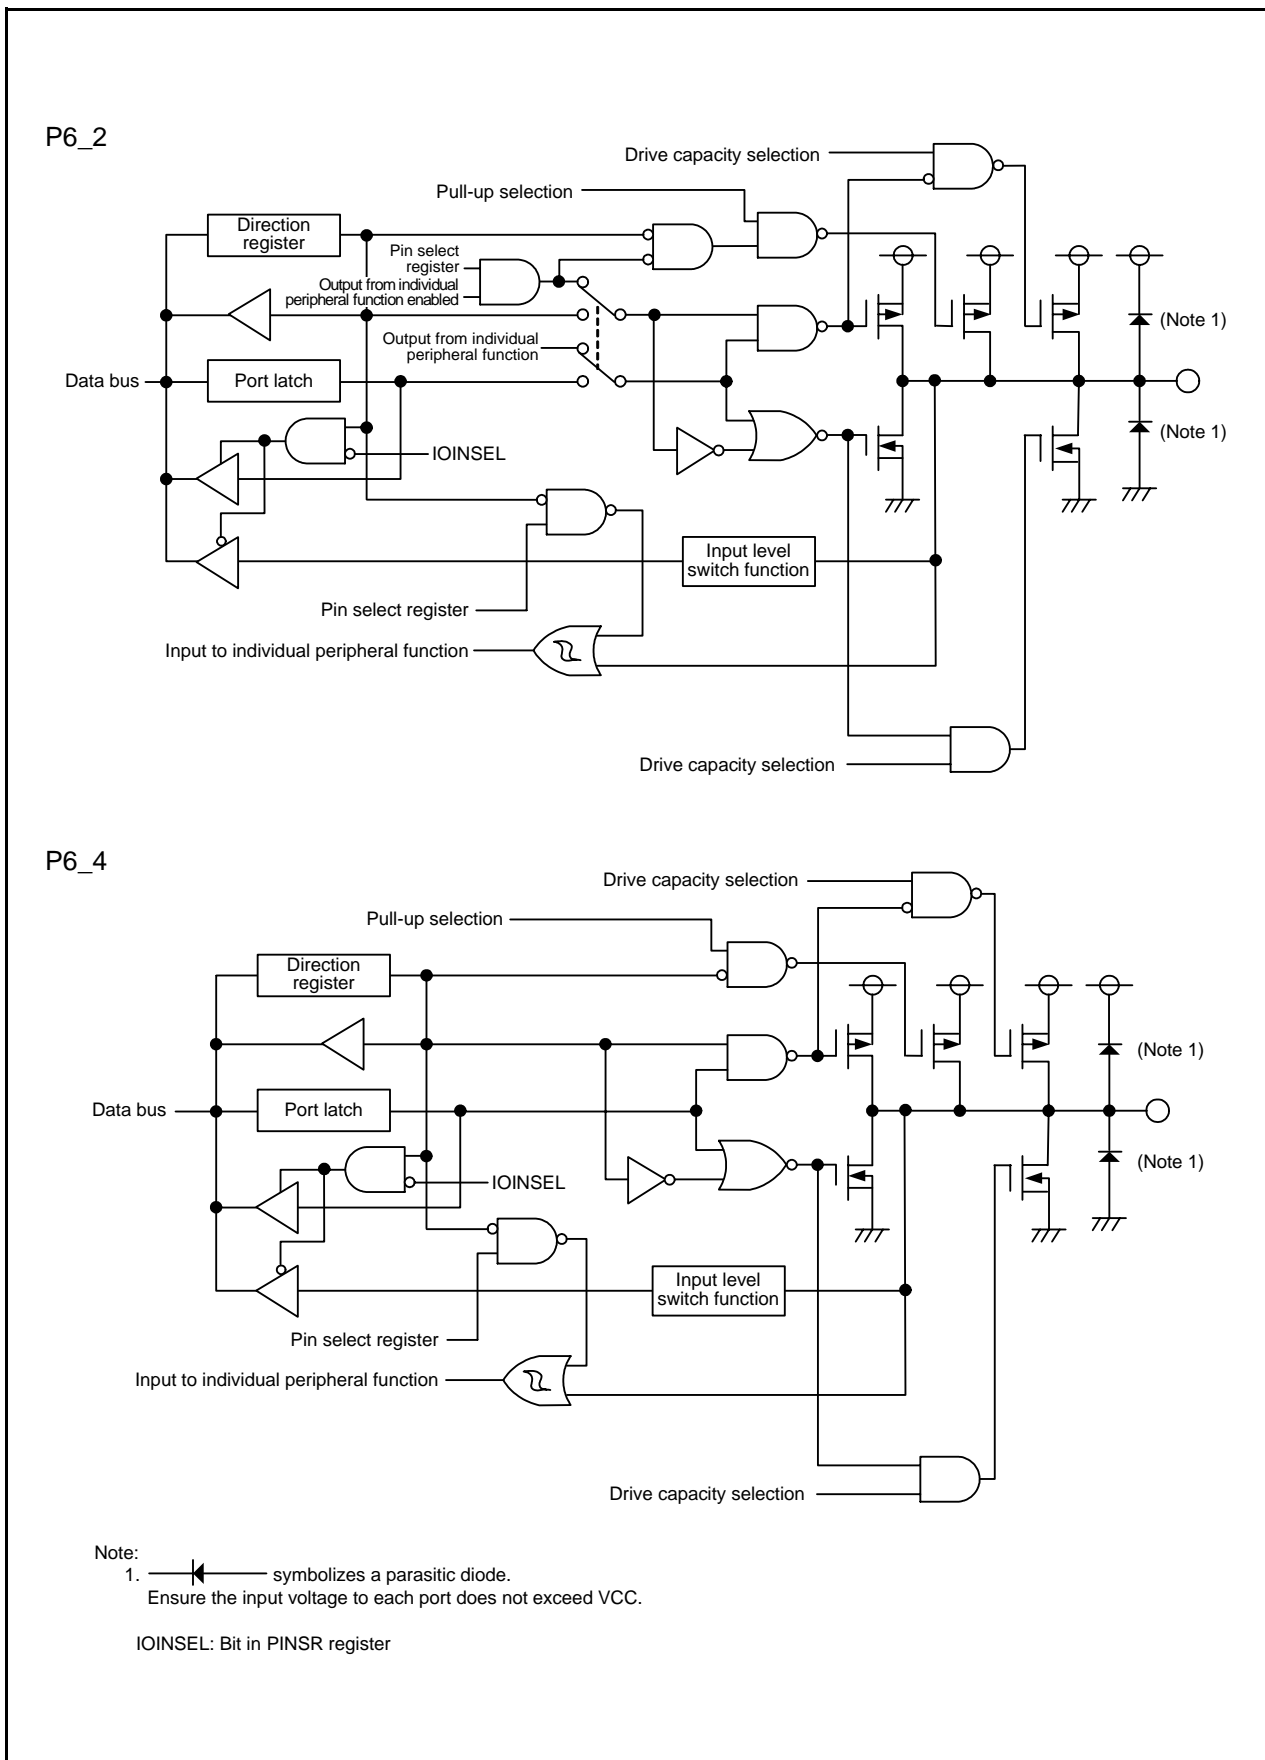 P6_2
Drive capacity selection
Pull-up selection
Direction
register
Pin select
register
Output from individual
peripheral function enabled
(Note 1)
Output from individual
peripheral function
Data bus
Port latch
(Note 1)
IOINSEL
Input level
switch function
Pin select register
Input to individual peripheral function
Drive capacity selection
P6_4
Drive capacity selection
Pull-up selection
Direction
register
(Note 1)
Data bus
Port latch
(Note 1)
IOINSEL
Input level
switch function
Pin select register
Input to individual peripheral function
Drive capacity selection
Note:
1. symbolizes a parasitic diode.
Ensure the input voltage to each port does not exceed VCC.
IOINSEL: Bit in PINSR register